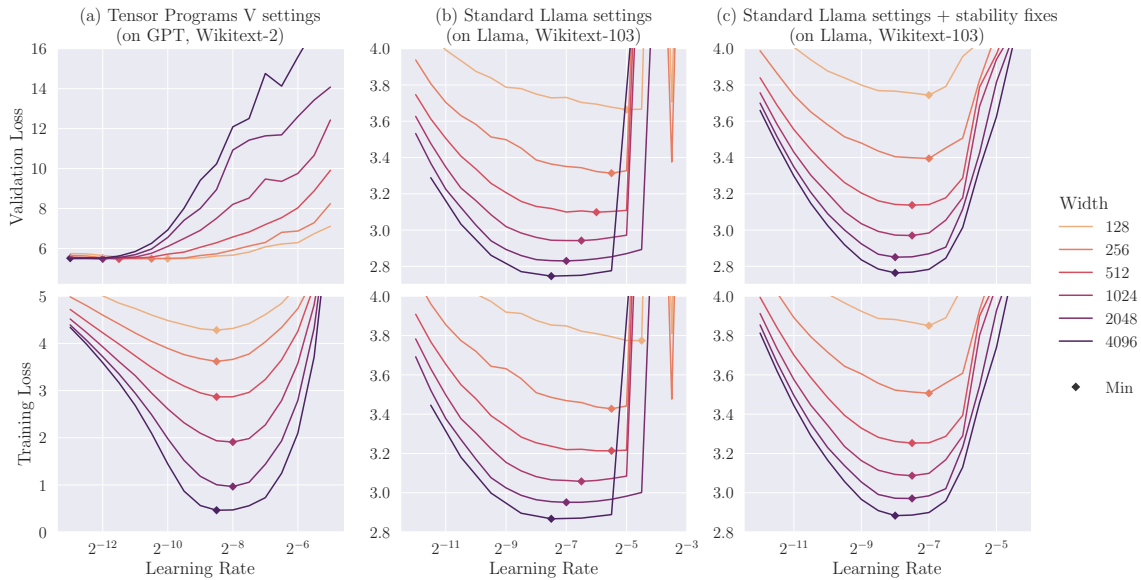 (a) Tensor Programs V settings
(on GPT, Wikitext-2)
(b) Standard Llama settings
(on Llama, Wikitext-103)
(c) Standard Llama settings + stability fixes
(on Llama, Wikitext-103)
Validation Loss
16
14
12
10
8
6
4.0
3.8
3.6
3.4
3.2
3.0
2.8
4.0
3.8
3.6
3.4
3.2
3.0
2.8
Training Loss
5
4
3
2
1
0
4.0
3.8
3.6
3.4
3.2
3.0
2.8
4.0
3.8
3.6
3.4
3.2
3.0
2.8
2⁻¹² 2⁻¹⁰ 2⁻⁸ 2⁻⁶
Learning Rate
2⁻¹¹ 2⁻⁹ 2⁻⁷ 2⁻⁵ 2⁻³
Learning Rate
2⁻¹¹ 2⁻⁹ 2⁻⁷ 2⁻⁵
Learning Rate
Width
128
256
512
1024
2048
4096
Min